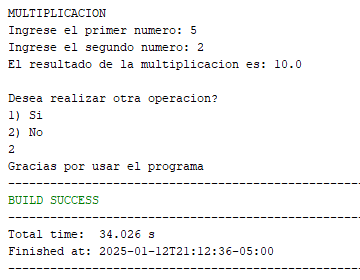 MULTIPLICACION
Ingrese el primer numero: 5
Ingrese el segundo numero: 2
El resultado de la multiplicacion es: 10.0

Desea realizar otra operacion?
1) Si
2) No
2
Gracias por usar el programa
------------------------------------------------
BUILD SUCCESS
------------------------------------------------
Total time:  34.026 s
Finished at: 2025-01-12T21:12:36-05:00
------------------------------------------------